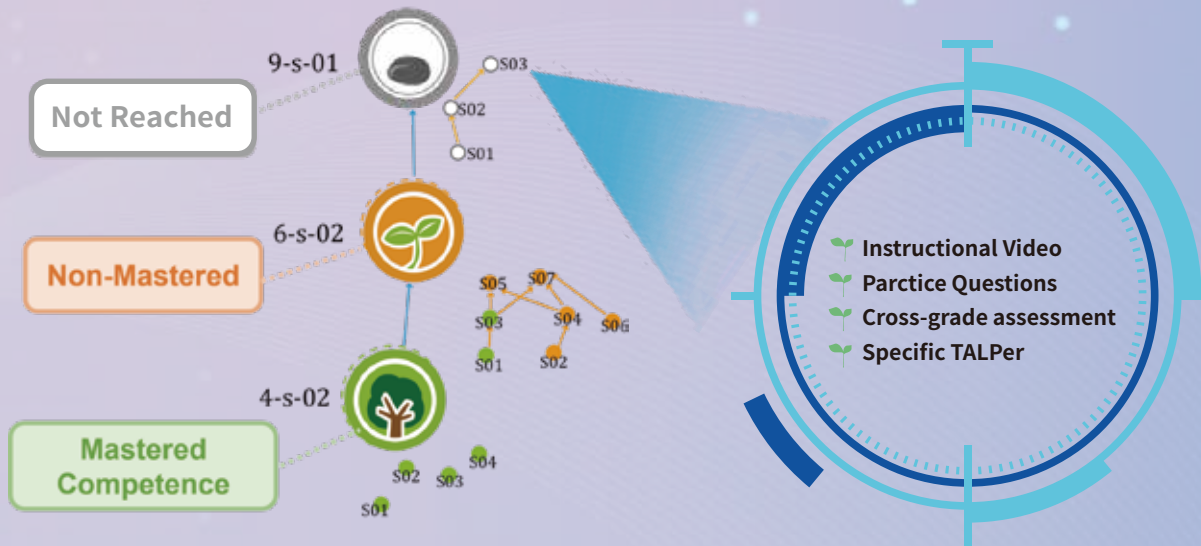 9-s-01
S03
Not Reached
S02
S01
6-s-02
Non-Mastered
S05
S07
S03
S04
S06
S01
S02
4-s-02
Mastered
Competence
S02
S03
S04
S01
Instructional Video
Parctice Questions
Cross-grade assessment
Specific TALPer